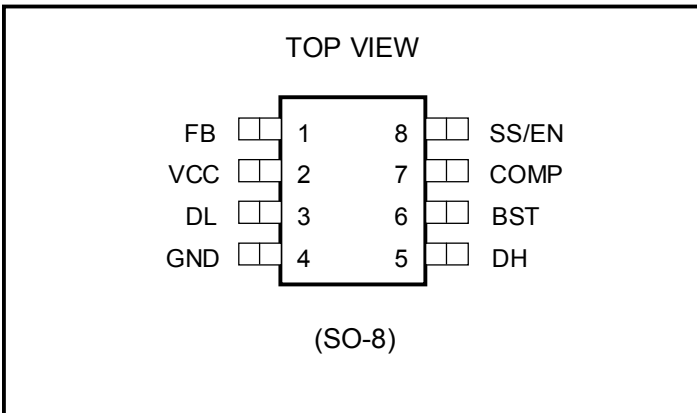 TOP VIEW
FB 1 8 SS/EN
VCC 2 7 COMP
DL 3 6 BST
GND 4 5 DH
(SO-8)